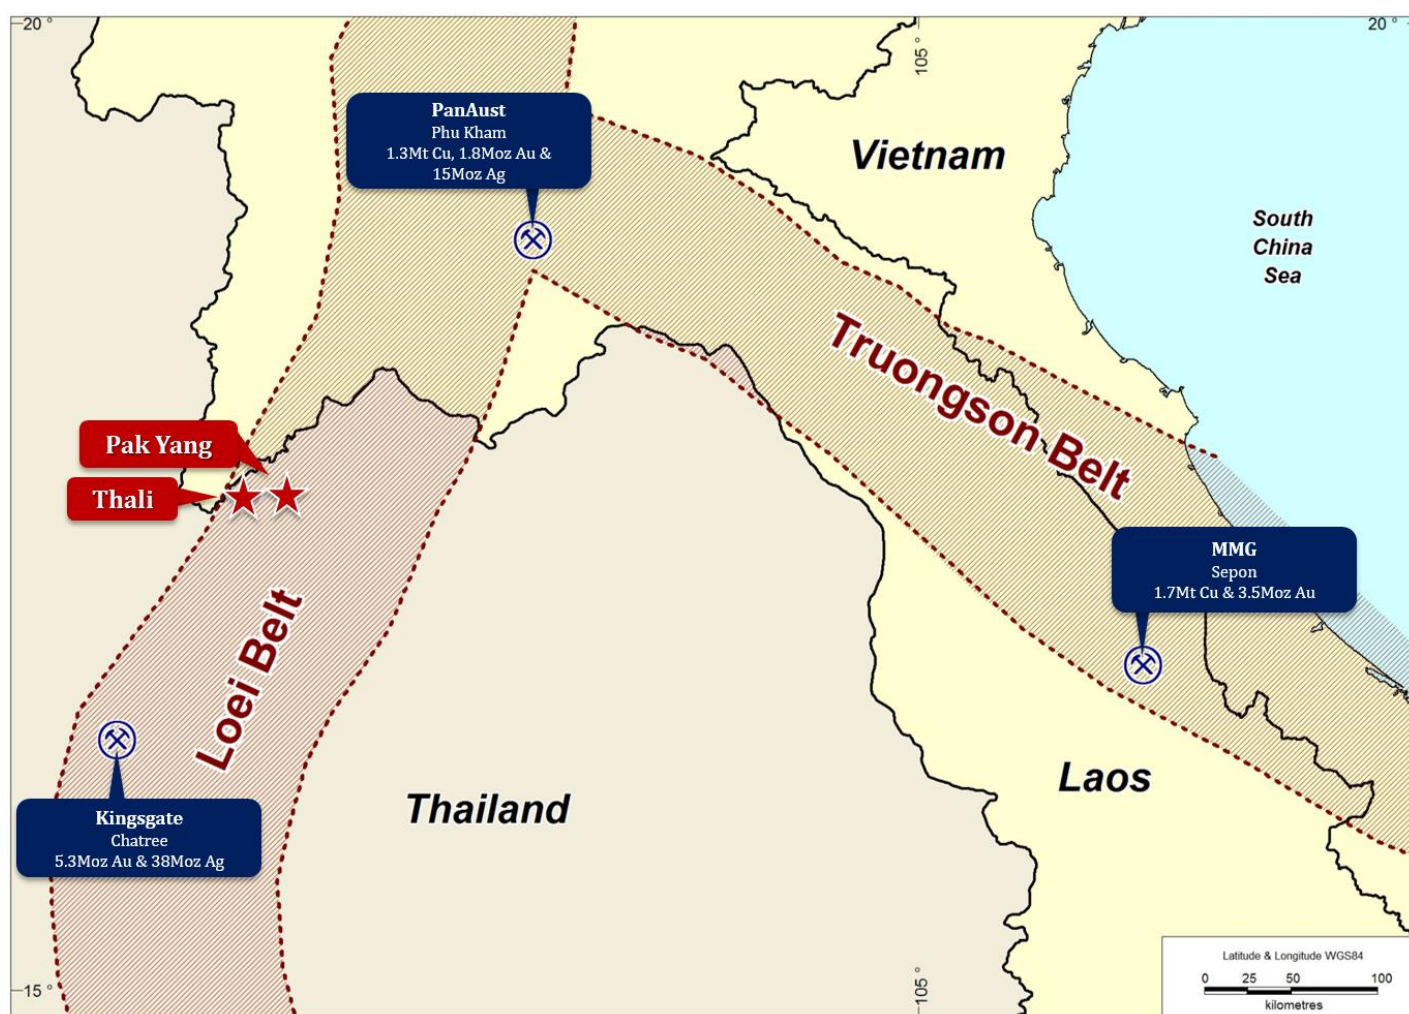 20 °
105 °
20 °
PanAust
Phu Kham
1.3Mt Cu, 1.8Moz Au &
15Moz Ag
Vietnam
South
China
Sea
Truongson Belt
Pak Yang
Thali
MMG
Sepon
1.7Mt Cu & 3.5Moz Au
Loei Belt
Laos
Thailand
Kingsgate
Chatree
5.3Moz Au & 38Moz Ag
15 °
105 °
Latitude & Longitude WGS84
0 25 50 100
kilometres